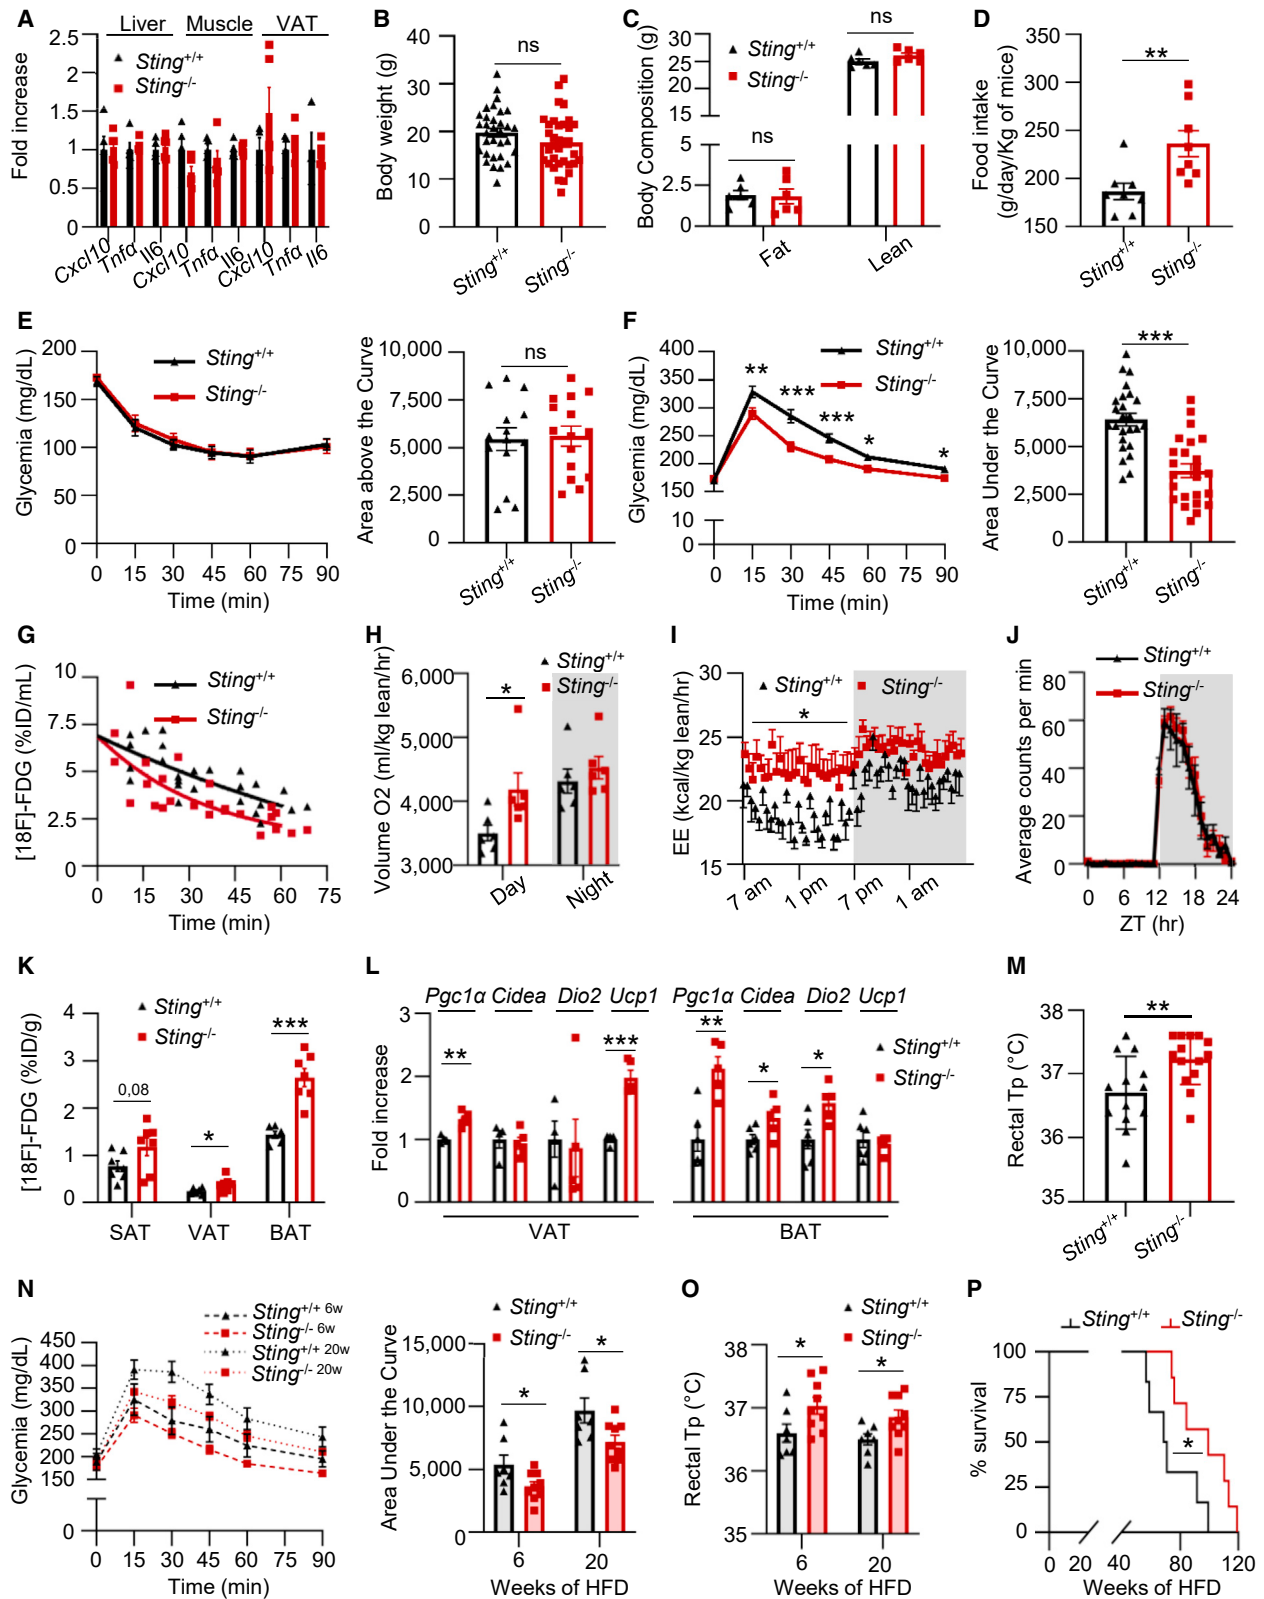 A
Liver Muscle VAT
Fold increase
2.5
2
1.5
1
0.5
0
Sting+/+
Sting-/-
Cxcl10 Tnfα Il6 Cxcl10 Tnfα Il6 Cxcl10 Tnfα Il6
B
Body weight (g)
40
30
20
10
0
ns
Sting+/+ Sting-/-
C
Body Composition (g)
30
25
20
15
5
2.5
0
Sting+/+
Sting-/-
ns
ns
Fat Lean
D
Food intake
(g/day/Kg of mice)
350
300
250
200
150
**
Sting+/+ Sting-/-
E
Glycemia (mg/dL)
200
150
100
50
0
Sting+/+
Sting-/-
0 15 30 45 60 75 90
Time (min)
Area above the Curve
10,000
7,500
5,000
2,500
0
ns
Sting+/+ Sting-/-
F
Glycemia (mg/dL)
400
350
300
250
200
150
10
0
Sting+/+
Sting-/-
** *** *** * *
0 15 30 45 60 75 90
Time (min)
Area Under the Curve
10,000
7,500
5,000
2,500
0
***
Sting+/+ Sting-/-
G
[18F]-FDG (%ID/mL)
10
7.5
5
2.5
0
Sting+/+
Sting-/-
0 15 30 45 60 75
Time (min)
H
Volume O2 (ml/kg lean/hr)
6,000
5,000
4,000
3,000
Sting+/+
Sting-/-
*
Day Night
I
EE (kcal/kg lean/hr)
30
25
20
15
Sting+/+ Sting-/-
*
7 am 1 pm 7 pm 1 am
J
Average counts per min
80
60
40
20
0
Sting+/+
Sting-/-
0 6 12 18 24
ZT (hr)
K
[18F]-FDG (%ID/g)
4
3
2
1
0
Sting+/+
Sting-/-
0,08
*
***
SAT VAT BAT
L
Fold increase
3
2
1
0
Pgc1α Cidea Dio2 Ucp1 Pgc1α Cidea Dio2 Ucp1
** *** ** * *
Sting+/+
Sting-/-
VAT BAT
M
Rectal Tp (°C)
38
37
36
35
**
Sting+/+ Sting-/-
N
Glycemia (mg/dL)
450
400
350
300
250
200
150
0
Sting+/+ 6w
Sting-/- 6w
Sting+/+ 20w
Sting-/- 20w
0 15 30 45 60 75 90
Time (min)
Area Under the Curve
15,000
10,000
5,000
0
Sting+/+
Sting-/-
* *
6 20
Weeks of HFD
O
Rectal Tp (°C)
38
37
36
35
Sting+/+
Sting-/-
* *
6 20
Weeks of HFD
P
% survival
100
75
50
25
0
Sting+/+ Sting-/-
*
0 20 40 80 120
Weeks of HFD